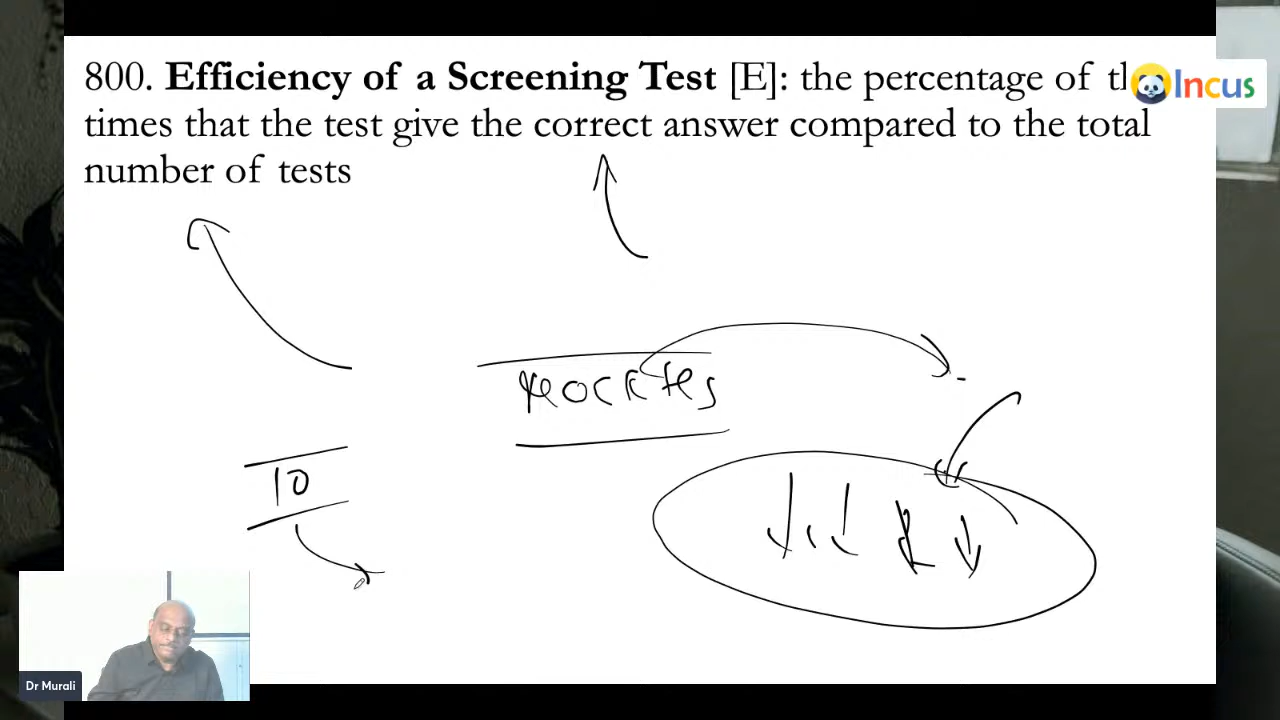 800. Efficiency of a Screening Test [E]: the percentage of
times that the test give the correct answer compared to the total
number of tests
Incus
10
Dr Murali